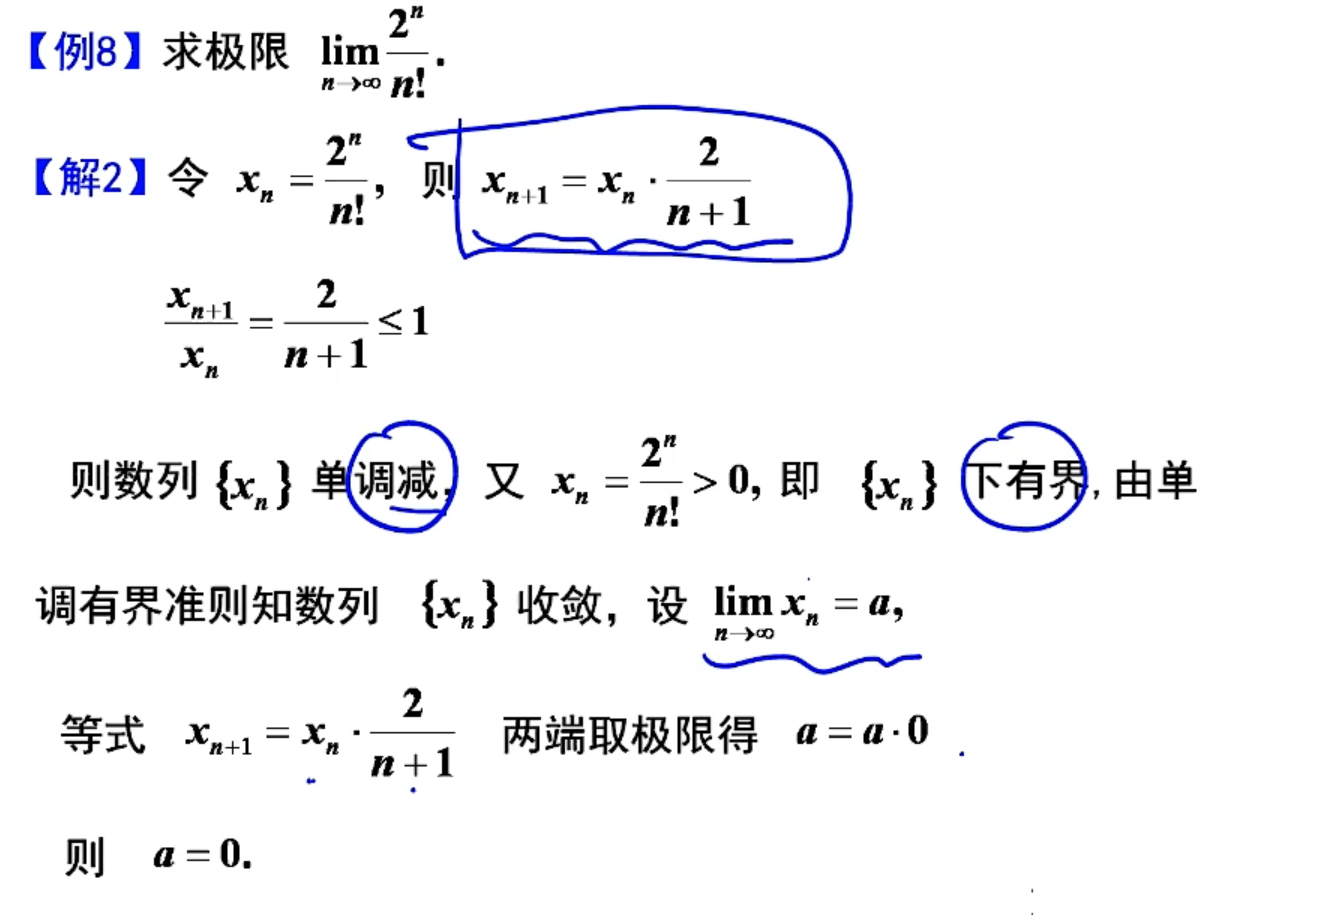 【例8】求极限 $\lim_{n\to\infty}\frac{2^n}{n!}$.
【解2】令 $x_n=\frac{2^n}{n!}$, 则 $x_{n+1}=x_n\cdot\frac{2}{n+1}$
$\frac{x_{n+1}}{x_n}=\frac{2}{n+1}\leq 1$
则数列 $\{x_n\}$ 单调减, 又 $x_n=\frac{2^n}{n!}>0$, 即 $\{x_n\}$ 下有界, 由单
调有界准则知数列 $\{x_n\}$ 收敛, 设 $\lim_{n\to\infty}x_n=a$,
等式 $x_{n+1}=x_n\cdot\frac{2}{n+1}$ 两端取极限得 $a=a\cdot 0$
则 $a=0$.